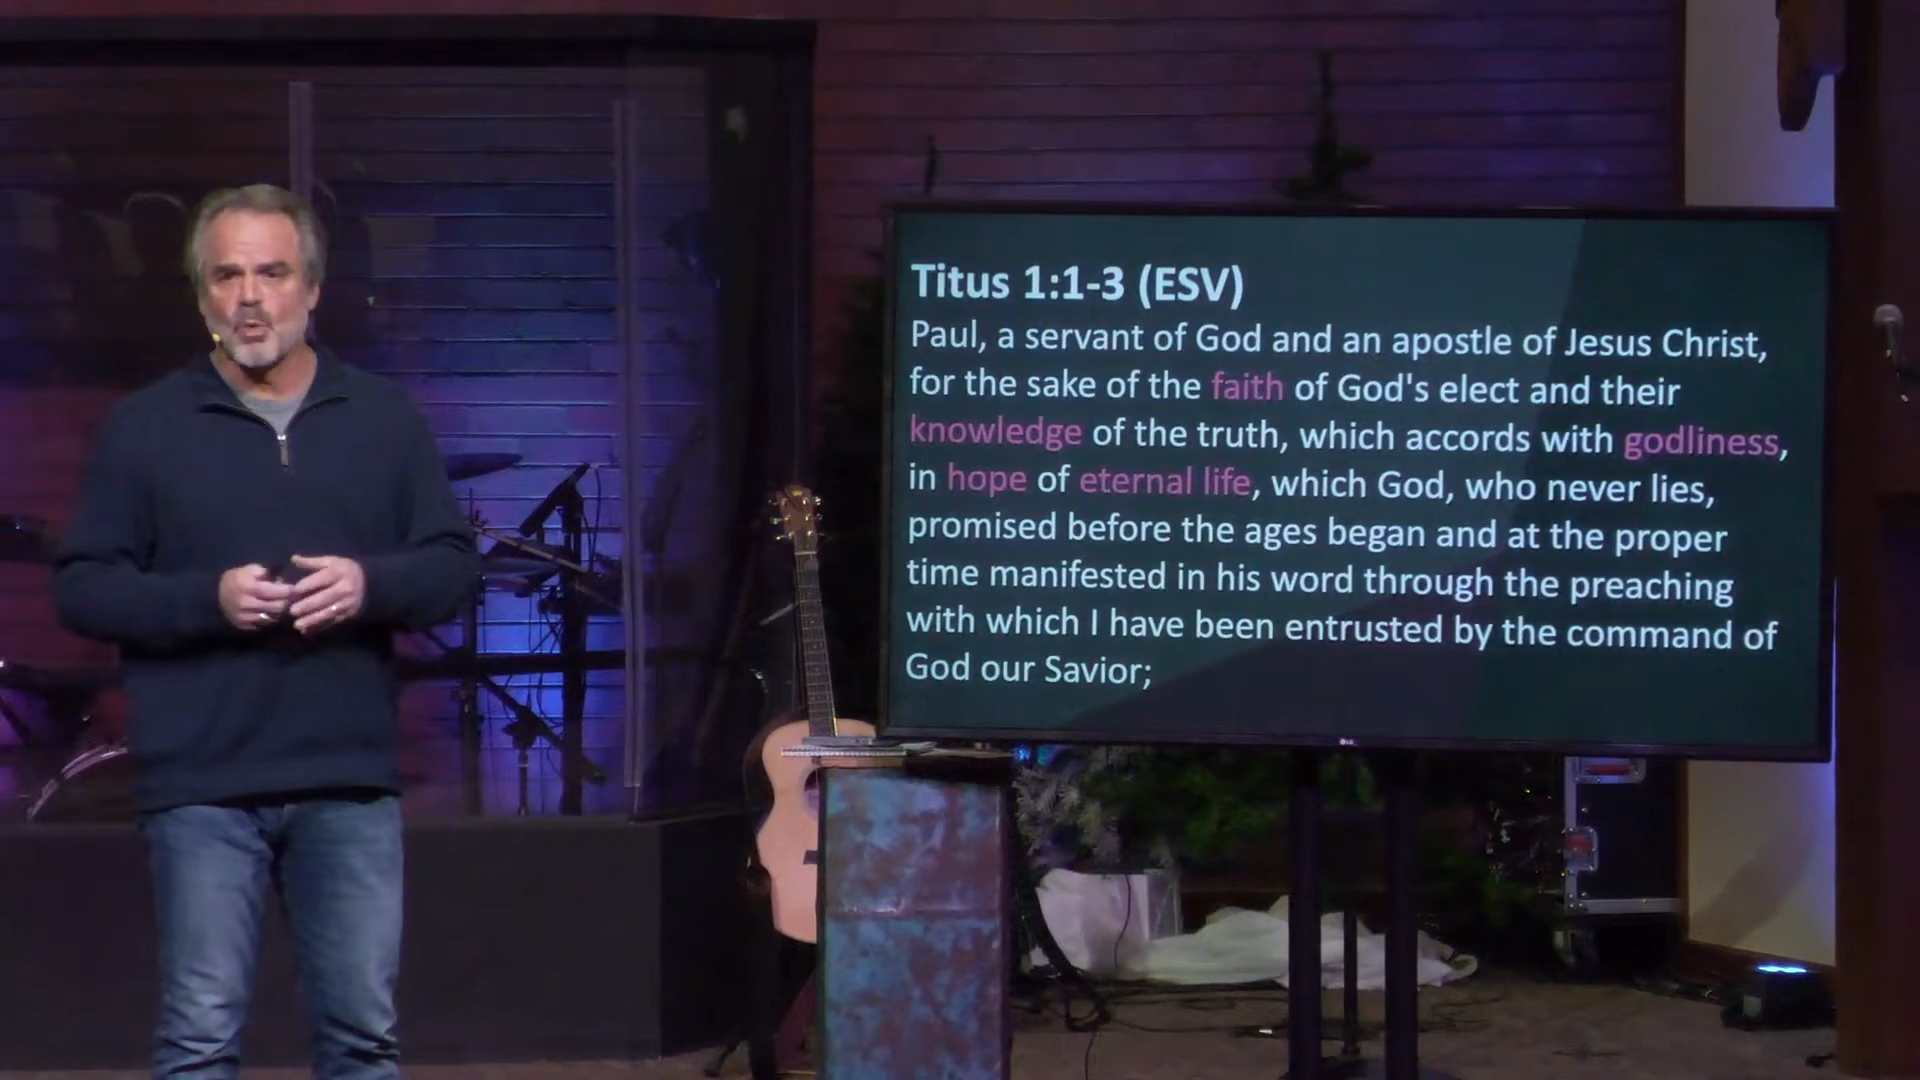 Titus 1:1-3 (ESV)
Paul, a servant of God and an apostle of Jesus Christ,
for the sake of the faith of God's elect and their
knowledge of the truth, which accords with godliness,
in hope of eternal life, which God, who never lies,
promised before the ages began and at the proper
time manifested in his word through the preaching
with which I have been entrusted by the command of
God our Savior;
LG